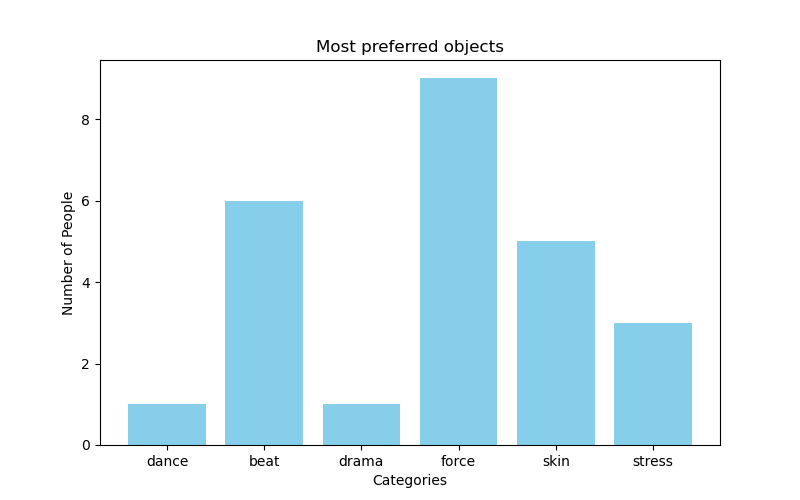 Most preferred objects
Number of People
8
6
4
2
0
dance beat drama force skin stress
Categories